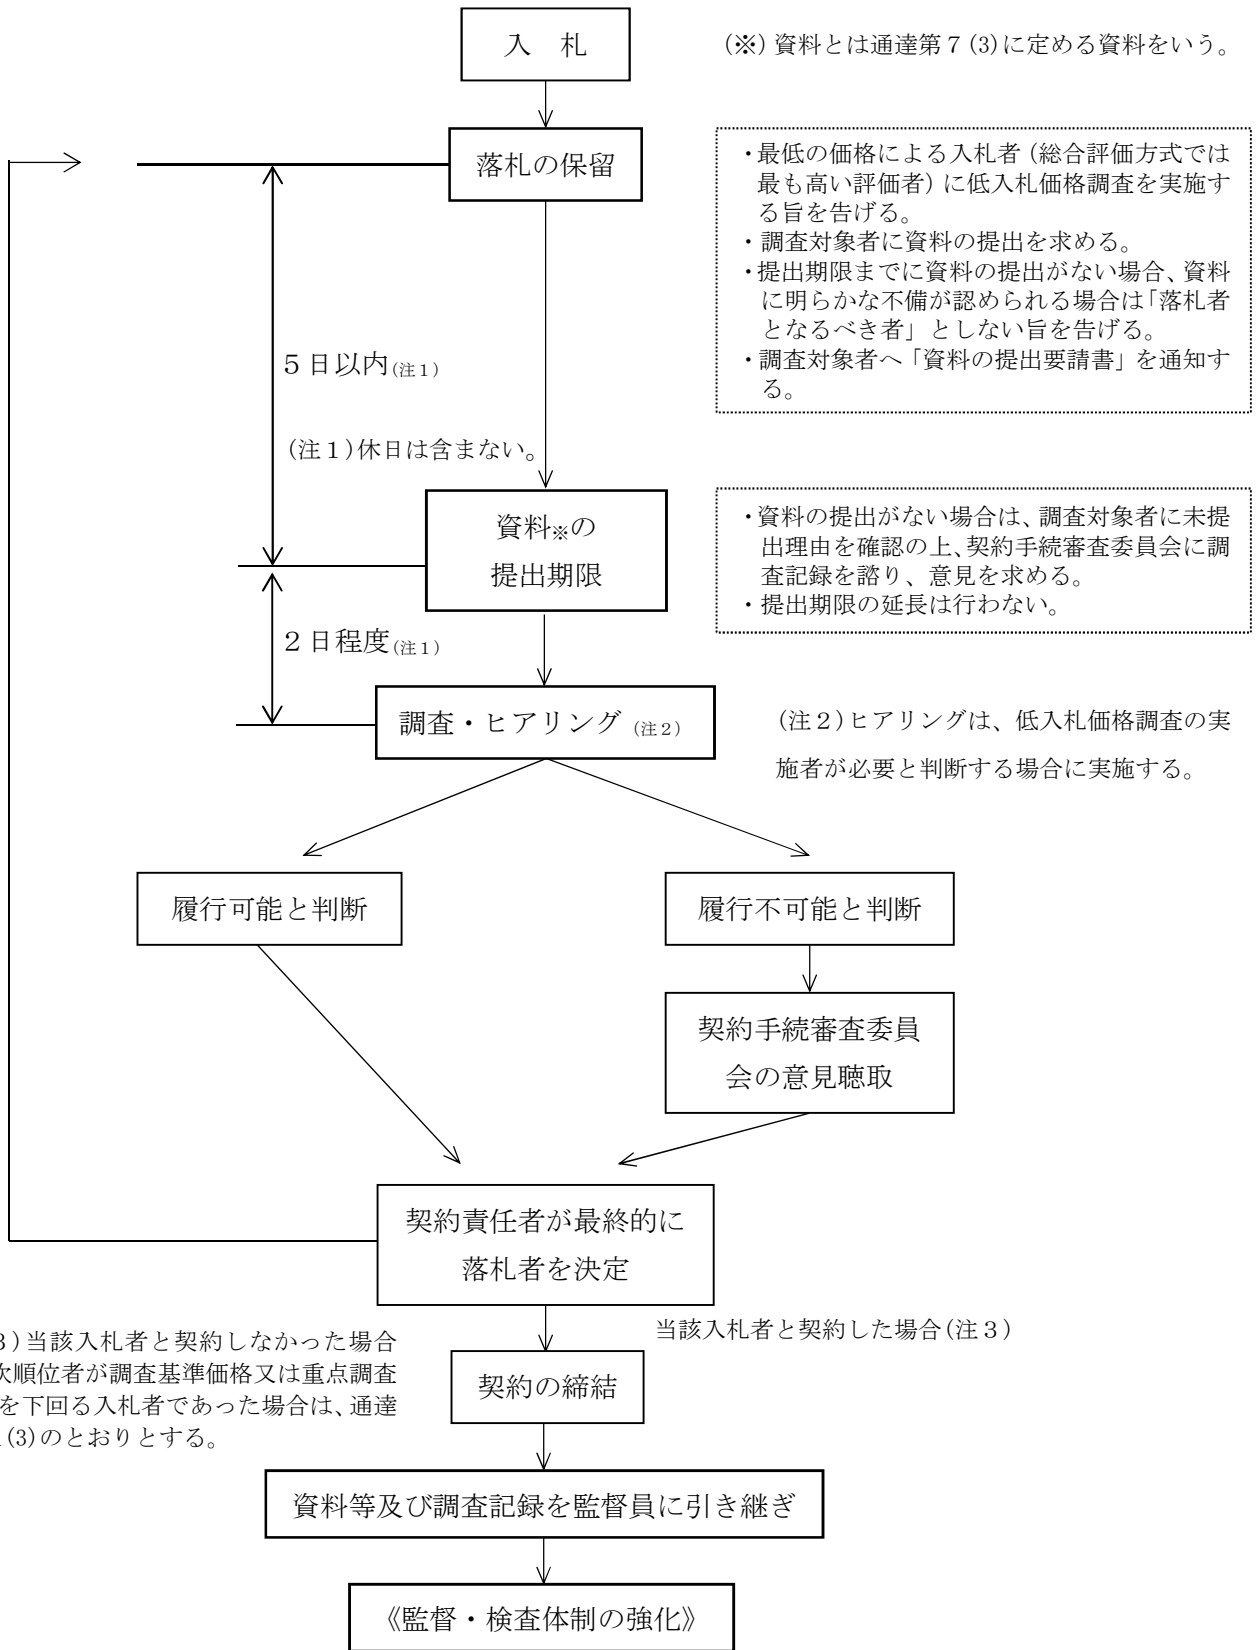 入　札
(※)資料とは通達第７(3)に定める資料をいう。
落札の保留
・最低の価格による入札者（総合評価方式では
最も高い評価者）に低入札価格調査を実施す
る旨を告げる。
・調査対象者に資料の提出を求める。
・提出期限までに資料の提出がない場合、資料
に明らかな不備が認められる場合は「落札者
となるべき者」としない旨を告げる。
・調査対象者へ「資料の提出要請書」を通知す
る。
５日以内(注１)
(注１)休日は含まない。
資料※の
提出期限
・資料の提出がない場合は、調査対象者に未提
出理由を確認の上、契約手続審査委員会に調
査記録を諮り、意見を求める。
・提出期限の延長は行わない。
２日程度(注１)
調査・ヒアリング(注２)
(注２)ヒアリングは、低入札価格調査の実
施者が必要と判断する場合に実施する。
履行可能と判断
履行不可能と判断
契約手続審査委員
会の意見聴取
契約責任者が最終的に
落札者を決定
当該入札者と契約した場合(注３)
３)当該入札者と契約しなかった場合
次順位者が調査基準価格又は重点調査
を下回る入札者であった場合は、通達
(3)のとおりとする。
契約の締結
資料等及び調査記録を監督員に引き継ぎ
《監督・検査体制の強化》